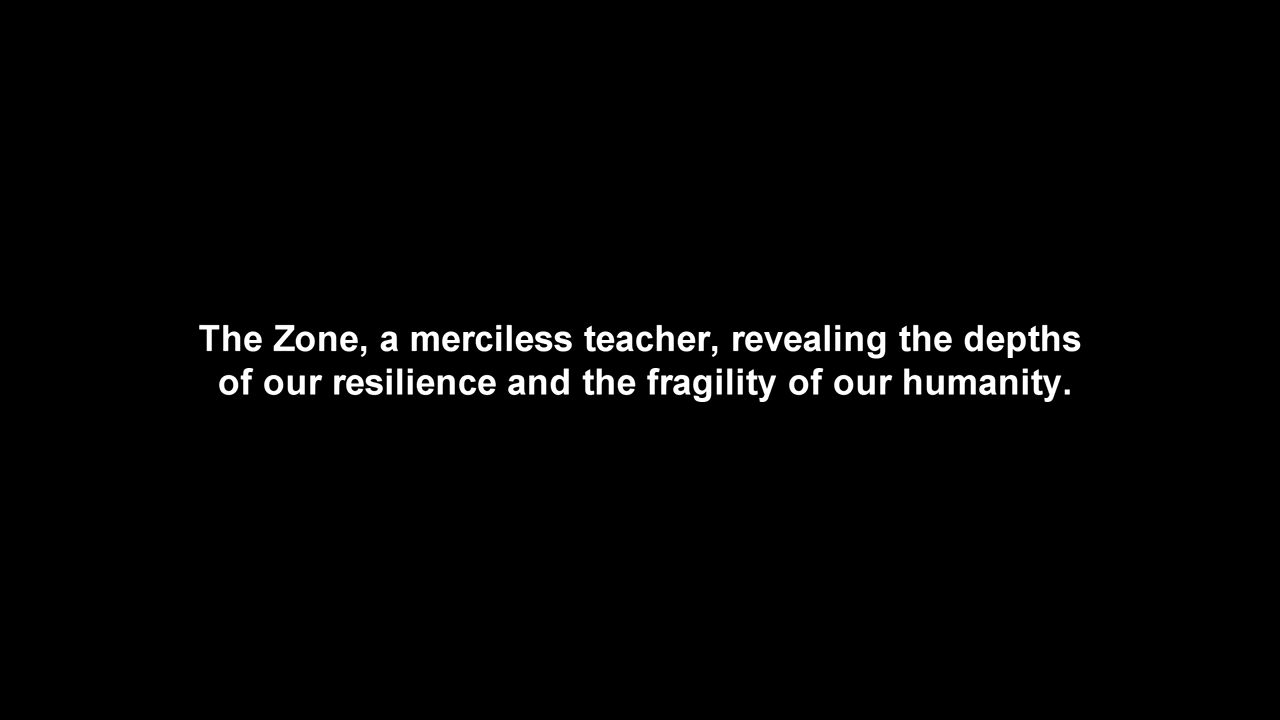 The Zone, a merciless teacher, revealing the depths
of our resilience and the fragility of our humanity.